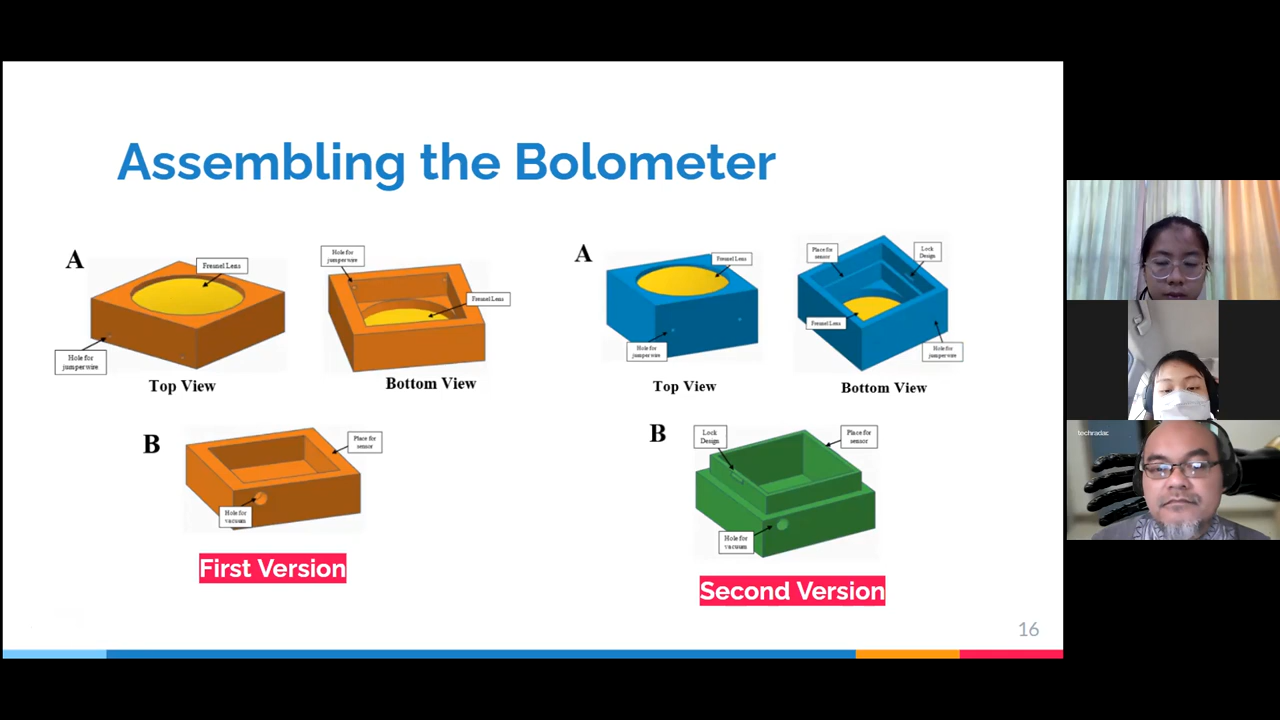 Assembling the Bolometer
A
Fresnel Lens
Hole for
jumper wire
Top View
Hole for
jumper wire
Fresnel Lens
Bottom View
B
Place for
sensor
Hole for
vacuum
First Version
A
Fresnel Lens
Hole for
jumper wire
Top View
Place for
sensor
Lock
Design
Fresnel Lens
Hole for
jumper wire
Bottom View
B
Lock
Design
Place for
sensor
Hole for
vacuum
Second Version
16
techradac